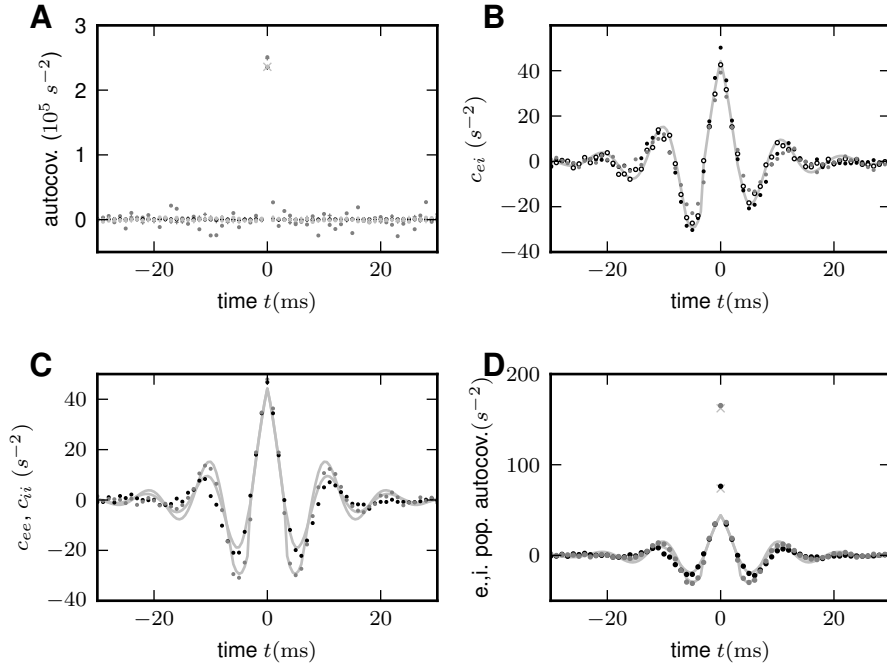 A
autocov. (10⁵ s⁻²)
3
2
1
0
−20
0
20
time t(ms)
B
c_ei (s⁻²)
40
20
0
−20
−40
−20
0
20
time t(ms)
C
c_ee, c_ii (s⁻²)
40
20
0
−20
−40
−20
0
20
time t(ms)
D
e.,i. pop. autocov.(s⁻²)
200
100
0
−20
0
20
time t(ms)